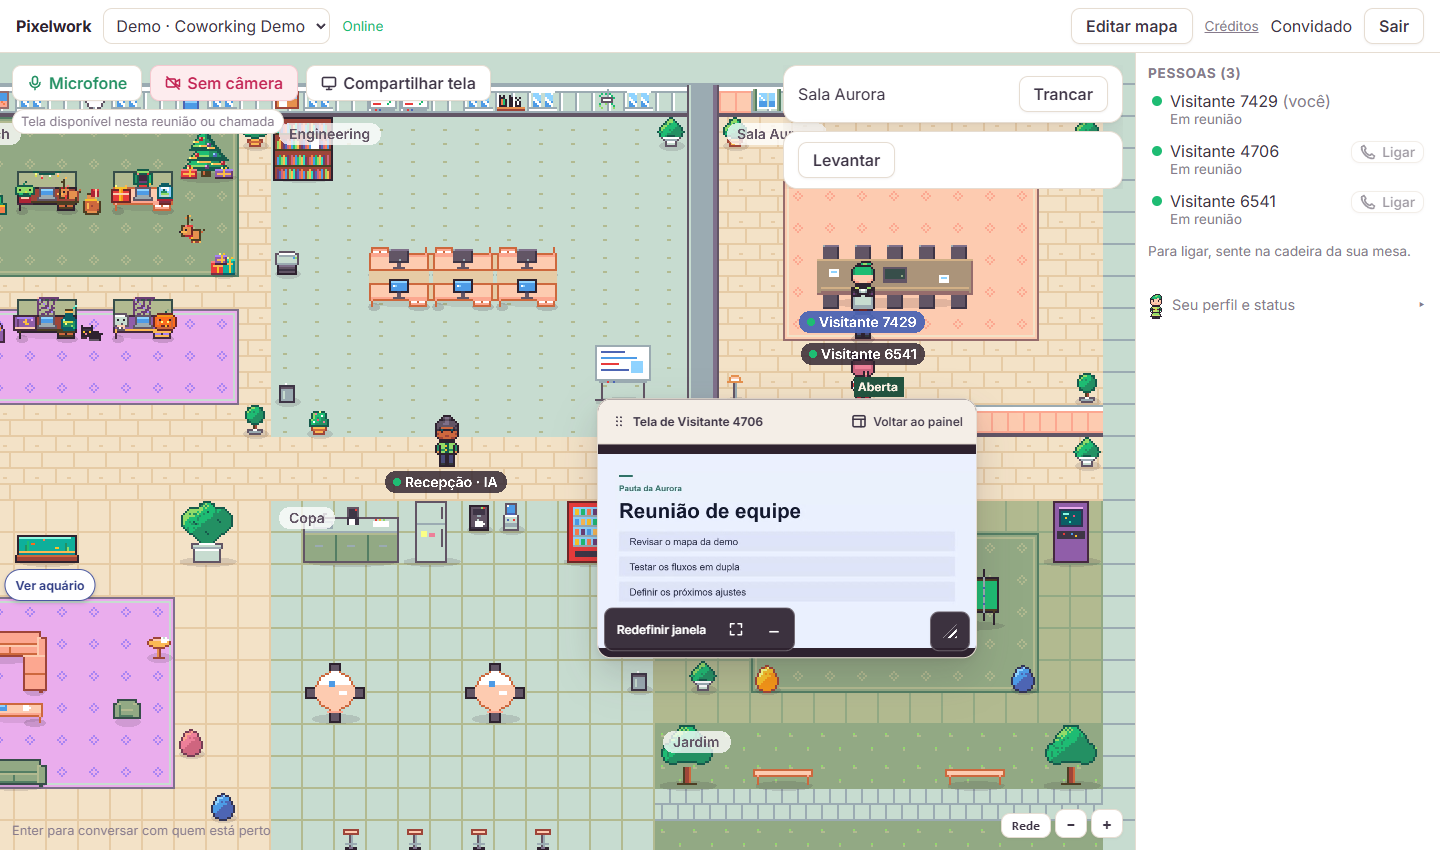 Pixelwork
Demo · Coworking Demo
Online
Editar mapa
Créditos
Convidado
Sair
Microfone
Sem câmera
Compartilhar tela
Tela disponível nesta reunião ou chamada
Engineering
Sala Aurora
Trancar
Levantar
PESSOAS (3)
Visitante 7429 (você)
Em reunião
Visitante 4706
Em reunião
Ligar
Visitante 6541
Em reunião
Ligar
Para ligar, sente na cadeira da sua mesa.
Seu perfil e status
Visitante 7429
Visitante 6541
Aberta
Tela de Visitante 4706
Voltar ao painel
Pauta da Aurora
Reunião de equipe
Revisar o mapa da demo
Testar os fluxos em dupla
Definir os próximos ajustes
Redefinir janela
Recepção · IA
Copa
Ver aquário
Jardim
Enter para conversar com quem está perto
Rede